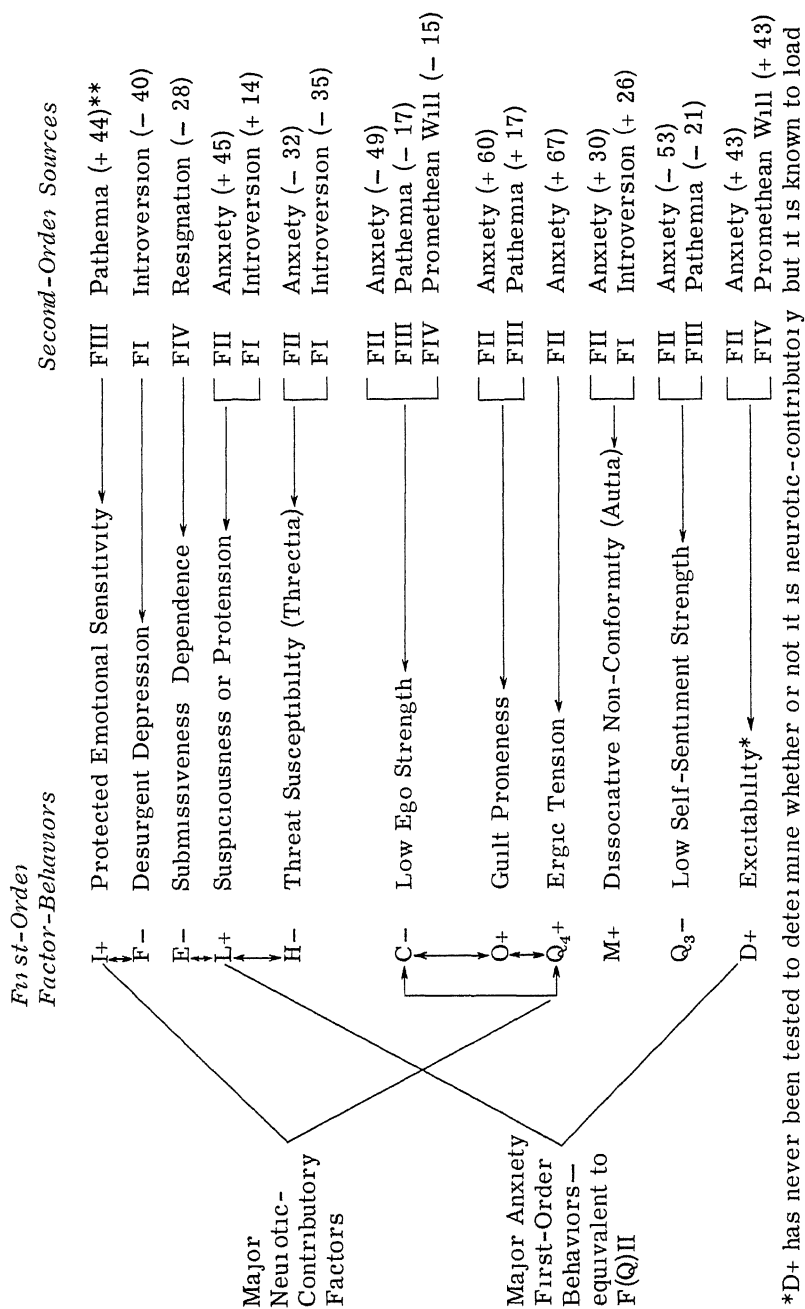 First-Order
Factor-Behaviors
Second-Order Sources
Major
Neurotic-
Contributory
Factors
Major Anxiety
First-Order
Behaviors—
equivalent to
F(Q)II
I+ Protected Emotional Sensitivity FIII Pathemia (+ 44)**
F− Desurgent Depression FI Introversion (− 40)
E− Submissiveness Dependence FIV Resignation (− 28)
L+ Suspiciousness or Protension FII Anxiety (+ 45)
FI Introversion (+ 14)
H− Threat Susceptibility (Threctia) FII Anxiety (− 32)
FI Introversion (− 35)
C− Low Ego Strength FII Anxiety (− 49)
FIII Pathemia (− 17)
FIV Promethean Will (− 15)
O+ Guilt Proneness FII Anxiety (+ 60)
FIII Pathemia (+ 17)
Q4+ Ergic Tension FII Anxiety (+ 67)
M+ Dissociative Non-Conformity (Autia) FII Anxiety (+ 30)
FI Introversion (+ 26)
Q3− Low Self-Sentiment Strength FII Anxiety (− 53)
FIII Pathemia (− 21)
D+ Excitability* FII Anxiety (+ 43)
FIV Promethean Will (+ 43)
*D+ has never been tested to determine whether or not it is neurotic-contributory but it is known to load